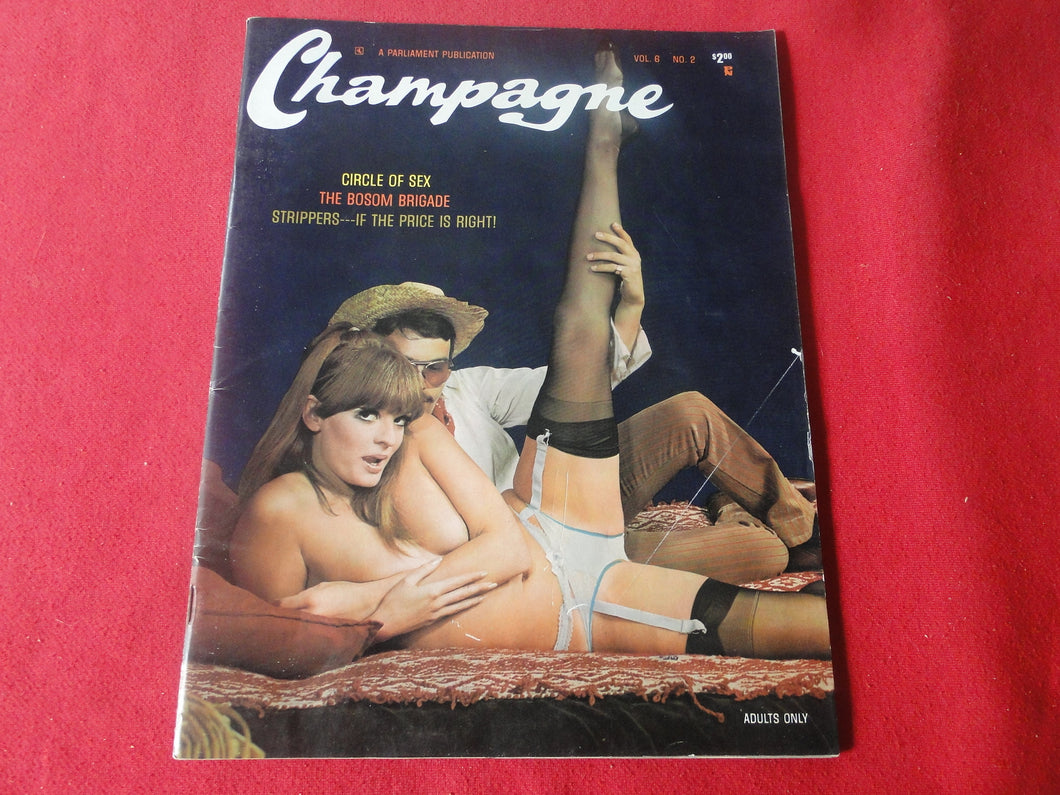 A PARLIAMENT PUBLICATION
VOL. 6 NO. 2 $2.00
Champagne
CIRCLE OF SEX
THE BOSOM BRIGADE
STRIPPERS---IF THE PRICE IS RIGHT!
ADULTS ONLY